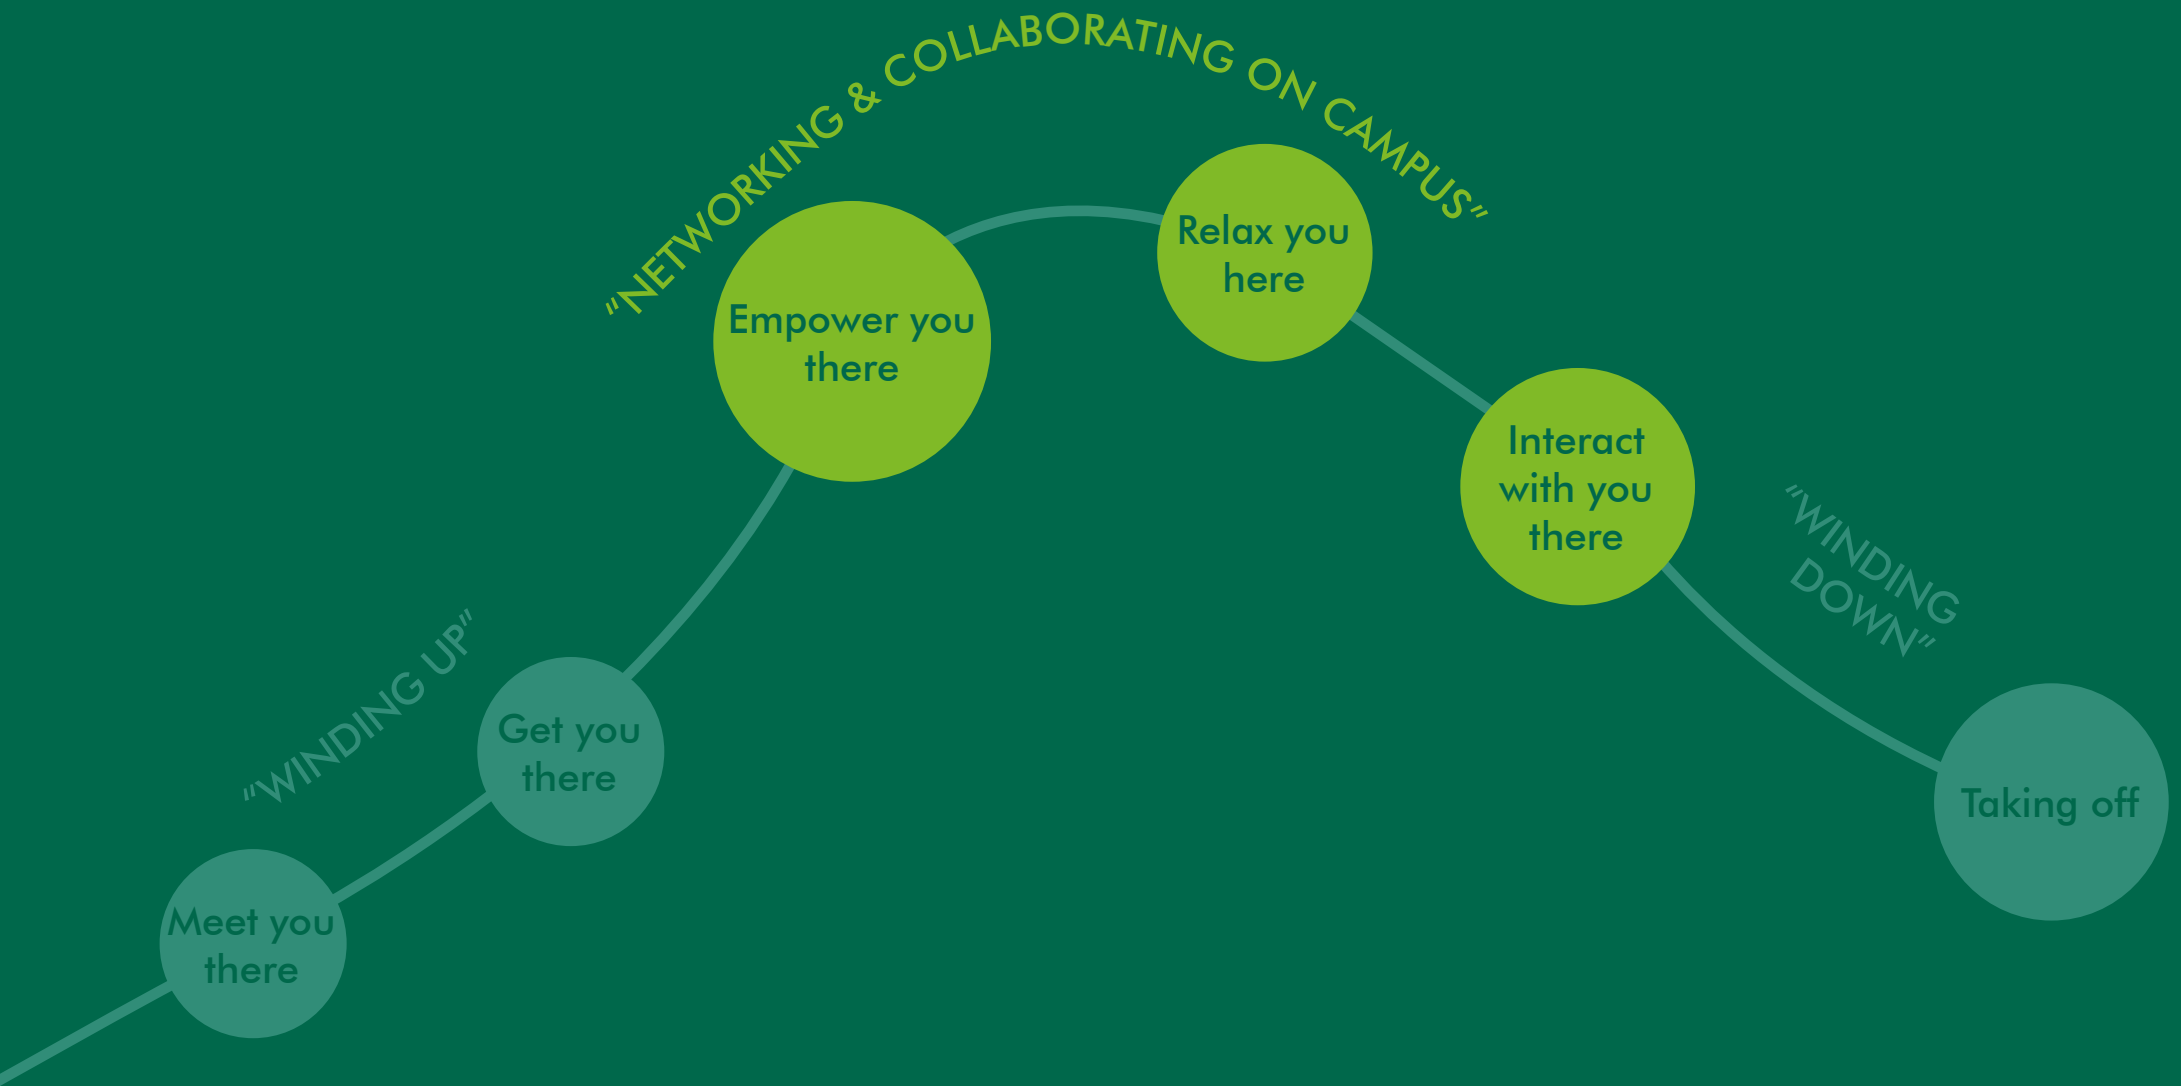 “NETWORKING & COLLABORATING ON CAMPUS”
Relax you
here
Empower you
there
Interact
with you
there
“WINDING
DOWN”
“WINDING UP”
Get you
there
Taking off
Meet you
there